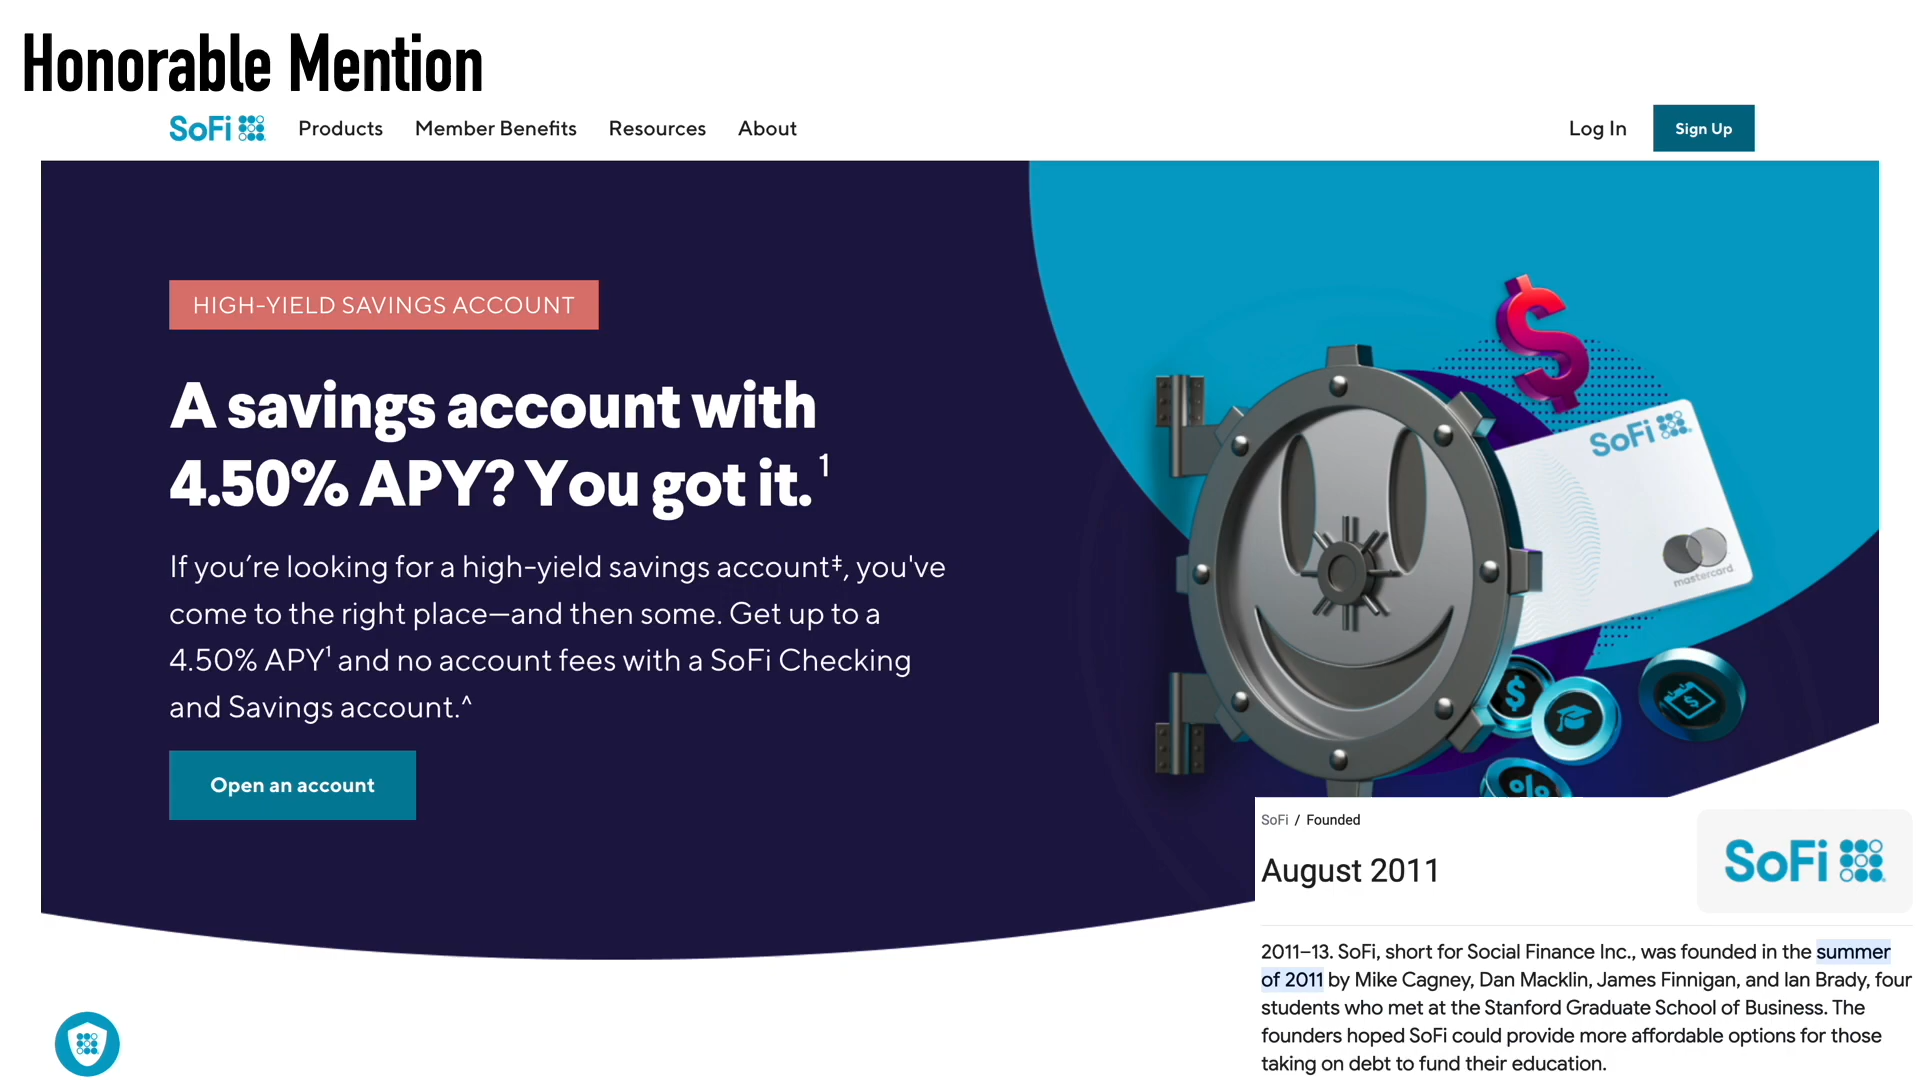 Honorable Mention
SoFi Products Member Benefits Resources About Log In Sign Up
HIGH-YIELD SAVINGS ACCOUNT
A savings account with
4.50% APY? You got it.¹
If you’re looking for a high-yield savings account‡, you've
come to the right place—and then some. Get up to a
4.50% APY¹ and no account fees with a SoFi Checking
and Savings account.^
Open an account
SoFi
mastercard
SoFi / Founded
August 2011
SoFi
2011–13. SoFi, short for Social Finance Inc., was founded in the summer
of 2011 by Mike Cagney, Dan Macklin, James Finnigan, and Ian Brady, four
students who met at the Stanford Graduate School of Business. The
founders hoped SoFi could provide more affordable options for those
taking on debt to fund their education.